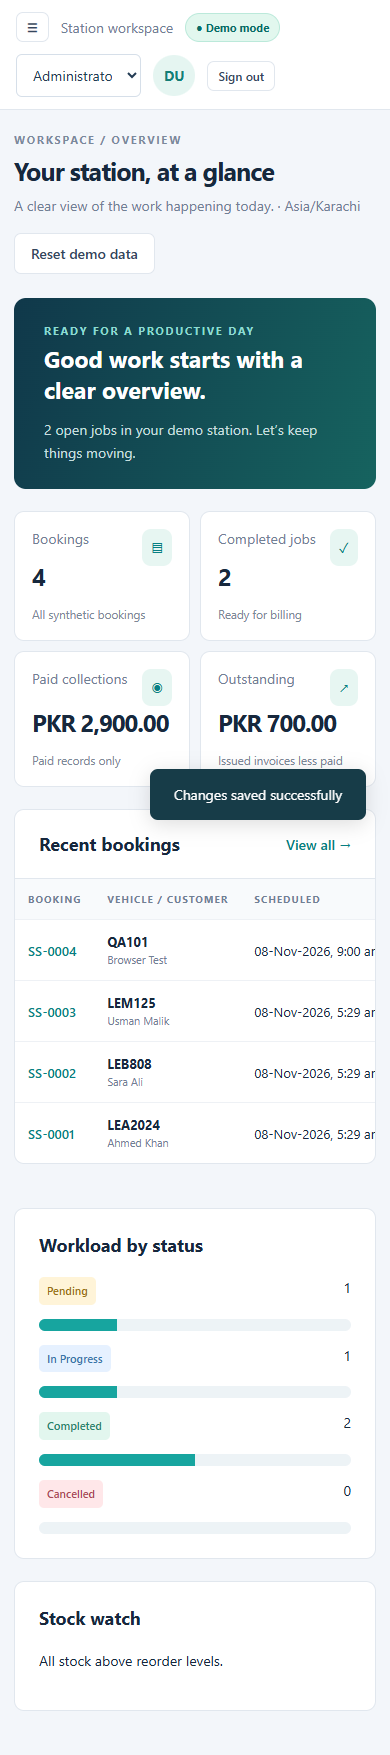 ☰ Station workspace ● Demo mode
Administrato DU Sign out
WORKSPACE / OVERVIEW
Your station, at a glance
A clear view of the work happening today. · Asia/Karachi
Reset demo data
READY FOR A PRODUCTIVE DAY
Good work starts with a
clear overview.
2 open jobs in your demo station. Let's keep
things moving.
Bookings
4
All synthetic bookings
Completed jobs ✓
2
Ready for billing
Paid collections
PKR 2,900.00
Paid records only
Outstanding ↗
PKR 700.00
Issued invoices less paid
Changes saved successfully
Recent bookings View all →
BOOKING VEHICLE / CUSTOMER SCHEDULED
SS-0004 QA101 08-Nov-2026, 9:00 ar
Browser Test
SS-0003 LEM125 08-Nov-2026, 5:29 ar
Usman Malik
SS-0002 LEB808 08-Nov-2026, 5:29 ar
Sara Ali
SS-0001 LEA2024 08-Nov-2026, 5:29 ar
Ahmed Khan
Workload by status
Pending 1
In Progress 1
Completed 2
Cancelled 0
Stock watch
All stock above reorder levels.